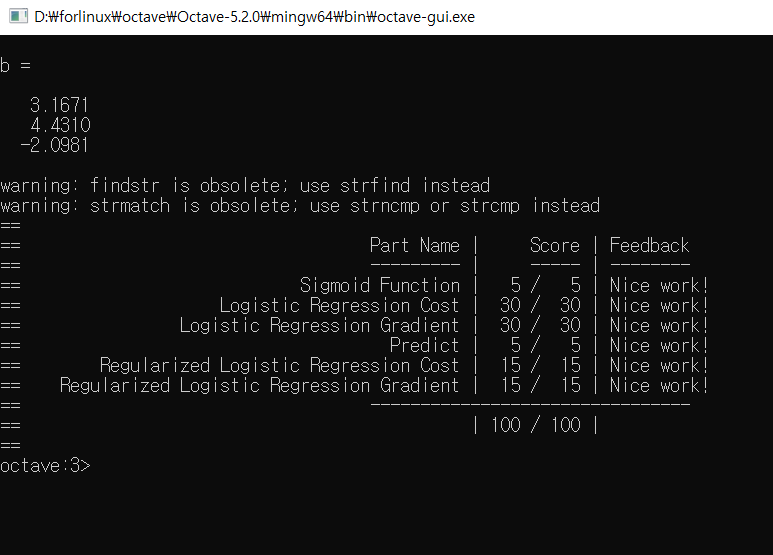 D:₩forlinux₩octave₩Octave-5.2.0₩mingw64₩bin₩octave-gui.exe
b =
3.1671
4.4310
-2.0981
warning: findstr is obsolete; use strfind instead
warning: strmatch is obsolete; use strncmp or strcmp instead
==
== Part Name | Score | Feedback
== --------- | ----- | --------
== Sigmoid Function | 5 / 5 | Nice work!
== Logistic Regression Cost | 30 / 30 | Nice work!
== Logistic Regression Gradient | 30 / 30 | Nice work!
== Predict | 5 / 5 | Nice work!
== Regularized Logistic Regression Cost | 15 / 15 | Nice work!
== Regularized Logistic Regression Gradient | 15 / 15 | Nice work!
== --------------------------------
== | 100 / 100 |
==
octave:3>